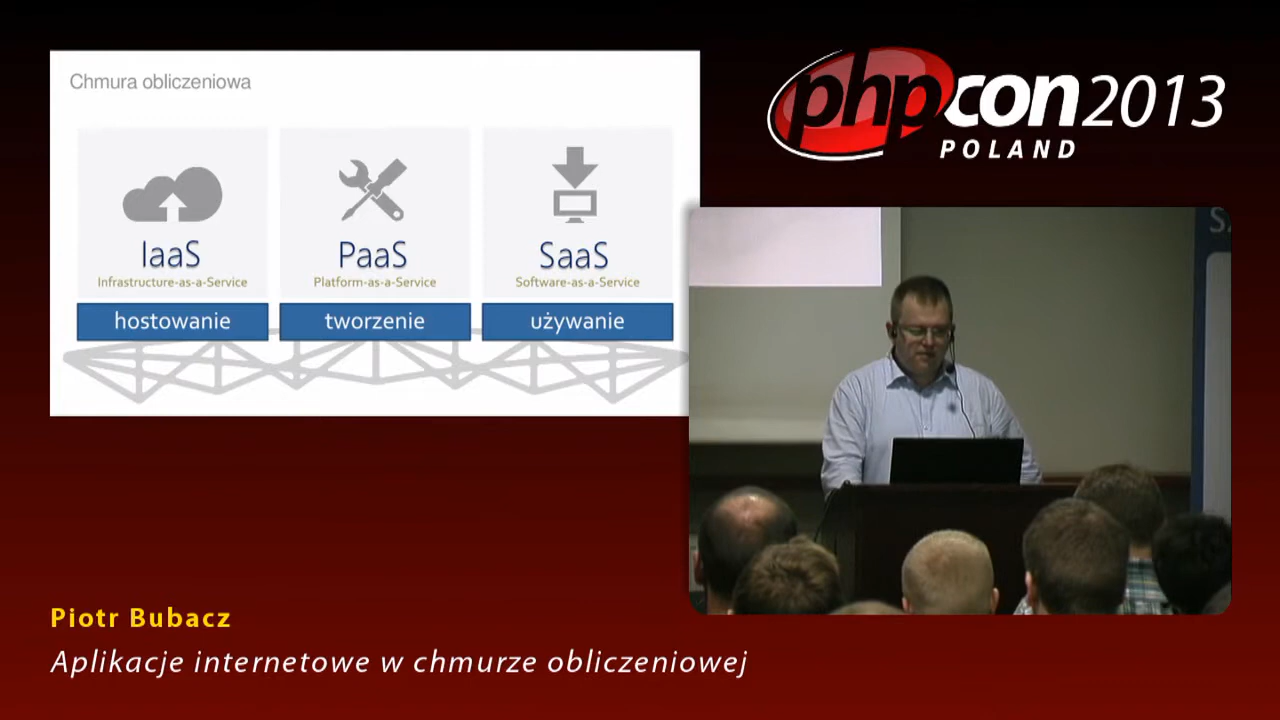 Chmura obliczeniowa
IaaS
Infrastructure-as-a-Service
hostowanie
PaaS
Platform-as-a-Service
tworzenie
SaaS
Software-as-a-Service
używanie
phpcon2013
POLAND
Piotr Bubacz
Aplikacje internetowe w chmurze obliczeniowej